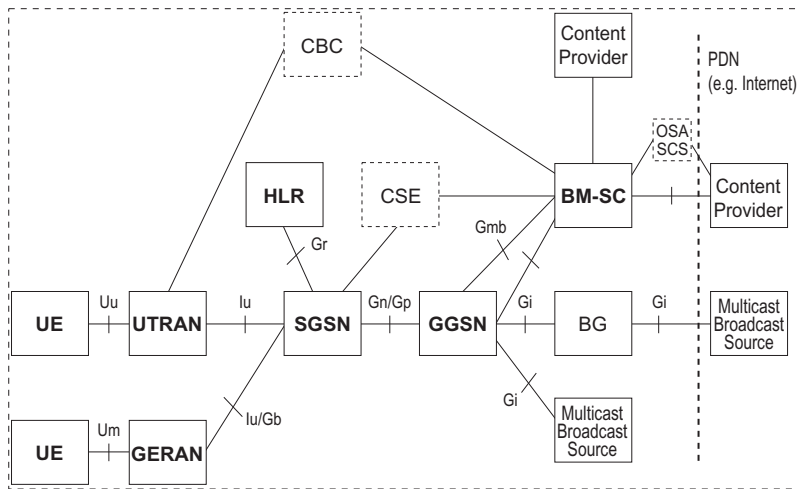 CBC
Content
Provider
PDN
(e.g. Internet)
OSA
SCS
HLR
CSE
BM-SC
Content
Provider
Gr
Gmb
Uu
Iu
Gn/Gp
Gi
Gi
UE
UTRAN
SGSN
GGSN
BG
Multicast
Broadcast
Source
Um
Iu/Gb
Gi
UE
GERAN
Multicast
Broadcast
Source